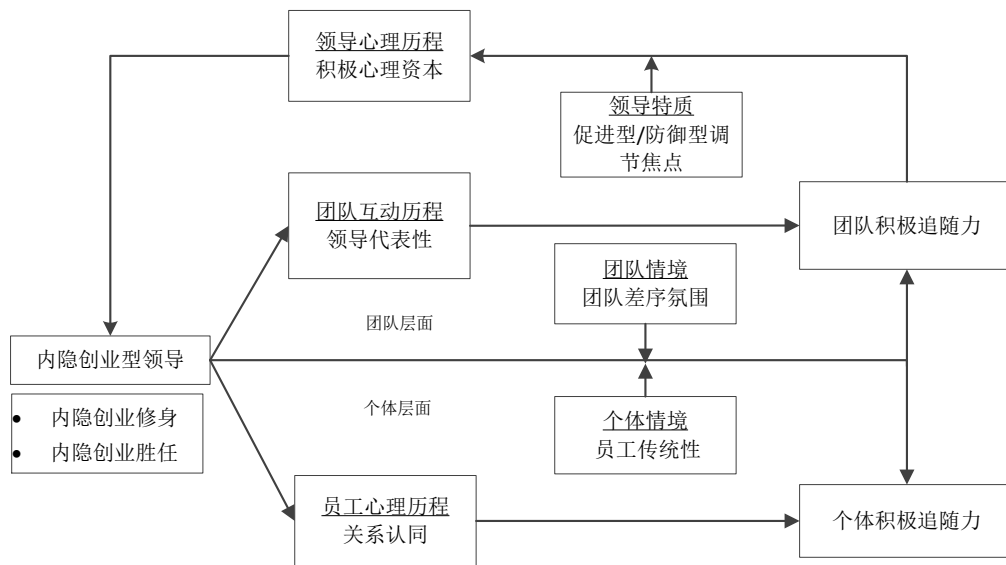 领导心理历程
积极心理资本
领导特质
促进型/防御型调
节焦点
团队互动历程
领导代表性
团队积极追随力
团队情境
团队差序氛围
团队层面
内隐创业型领导
个体层面
• 内隐创业修身
• 内隐创业胜任
个体情境
员工传统性
员工心理历程
关系认同
个体积极追随力